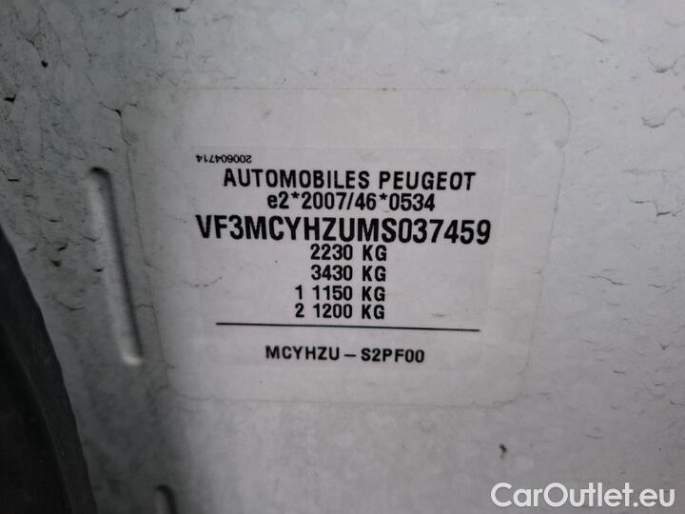 200604714
AUTOMOBILES PEUGEOT
e2*2007/46*0534
VF3MCYHZUMS037459
2230 KG
3430 KG
1 1150 KG
2 1200 KG
MCYHZU – S2PF00
CarOutlet.eu